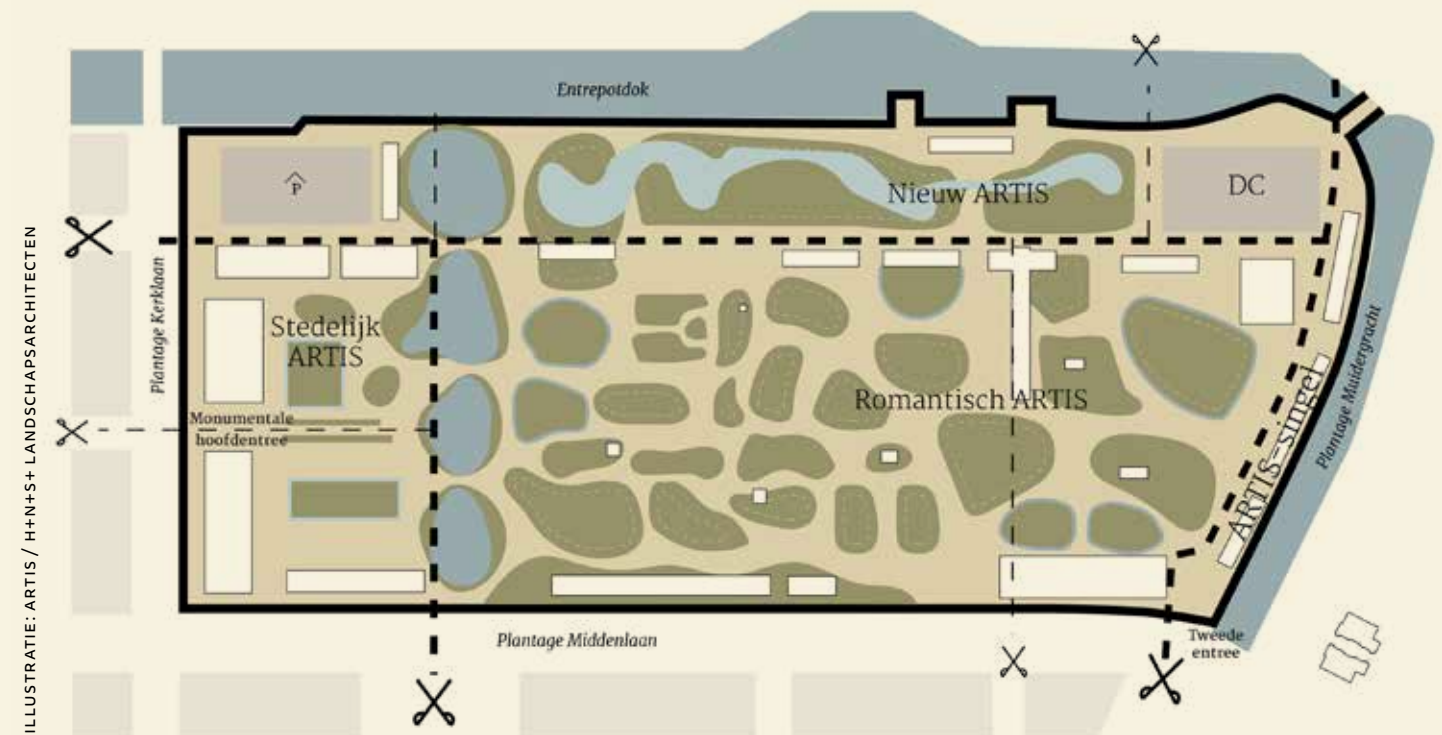 ILLUSTRATIE: ARTIS / H+N+S+ LANDSCHAPSARCHITECTEN
Entrepotdok
P
Nieuw ARTIS
DC
Plantage Kerklaan
Stedelijk
ARTIS
Romantisch ARTIS
Monumentale
hoofdentree
ARTIS-singel
Plantage Muidergracht
Plantage Middenlaan
Tweede
entree